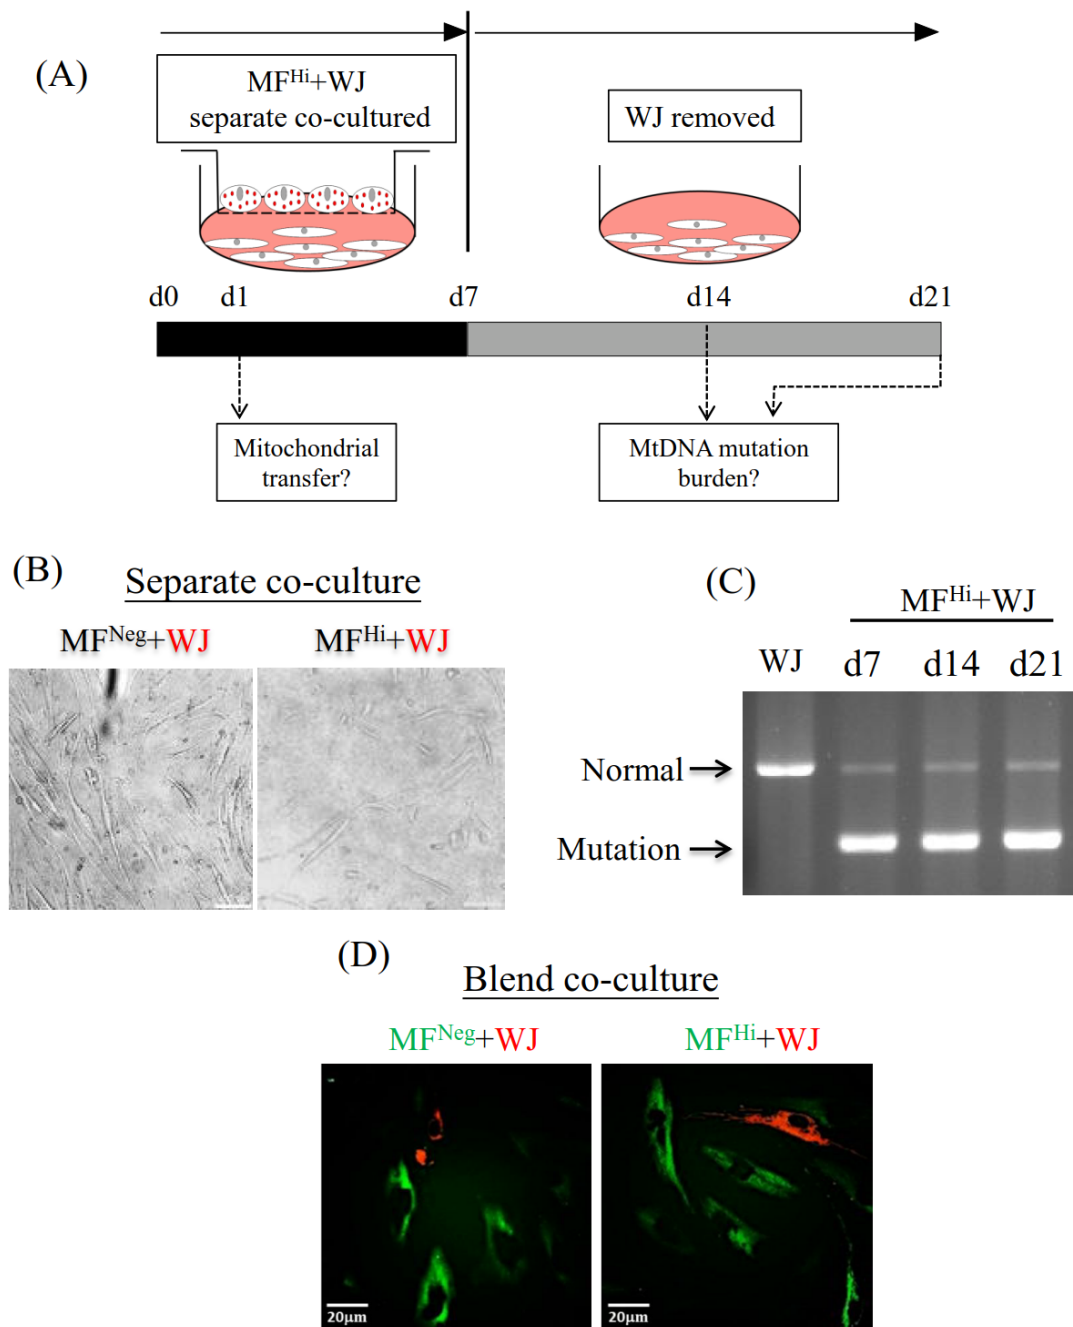 (A)
MFHi+WJ
separate co-cultured
WJ removed
d0 d1 d7 d14 d21
Mitochondrial
transfer?
MtDNA mutation
burden?
(B)
Separate co-culture
MFNeg+WJ MFHi+WJ
(C)
MFHi+WJ
WJ d7 d14 d21
Normal
Mutation
(D)
Blend co-culture
MFNeg+WJ MFHi+WJ
20μm 20μm